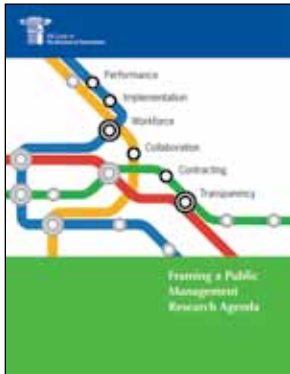 Performance
Implementation
Workforce
Collaboration
Contracting
Transparency
Framing a Public
Management
Research Agenda